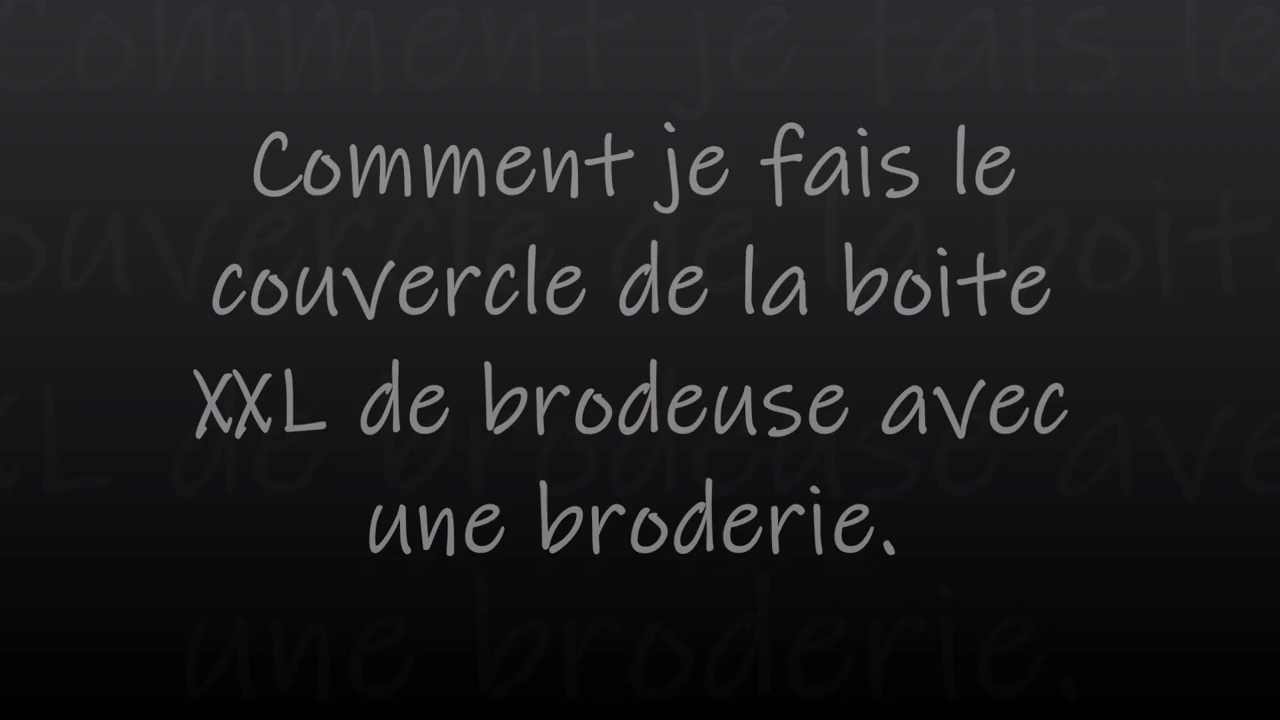 Comment je fais le
couvercle de la boite
XXL de brodeuse avec
une broderie.